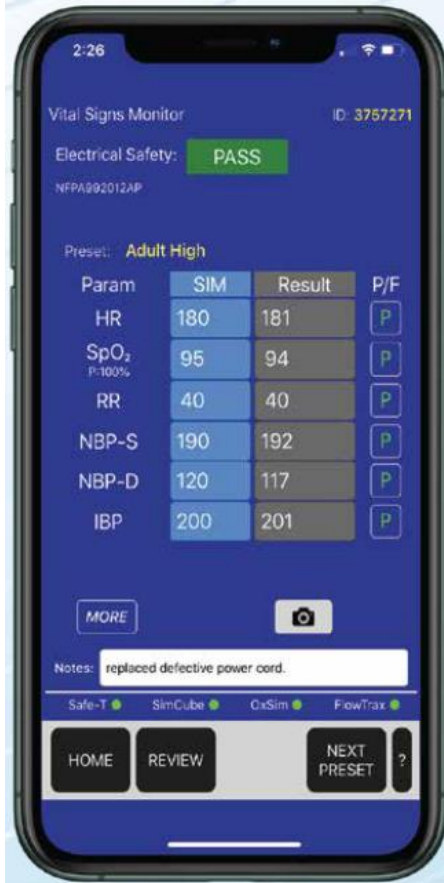 2:26
Vital Signs Monitor ID: 3757271
Electrical Safety: PASS
NFPA992012AP
Preset: Adult High
Param SIM Result P/F
HR 180 181 P
SpO₂ 95 94 P
P:100%
RR 40 40 P
NBP-S 190 192 P
NBP-D 120 117 P
IBP 200 201 P
MORE
Notes: replaced defective power cord.
Safe-T SimCube OxSim FlowTrax
HOME REVIEW NEXT PRESET ?